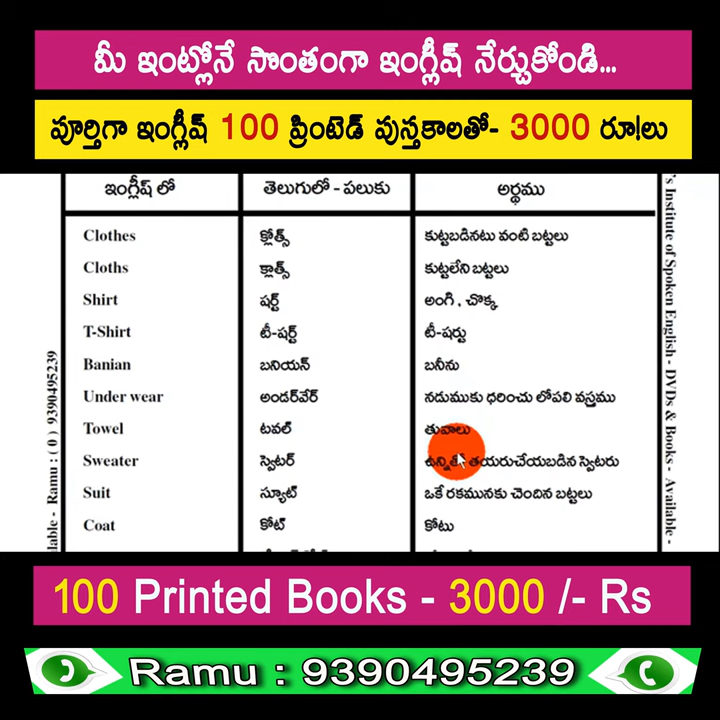 మీ ఇంట్లోనే సొంతంగా ఇంగ్లీష్ నేర్చుకోండి...
పూర్తిగా ఇంగ్లీష్ 100 ప్రింటెడ్ పుస్తకాలతో- 3000 రూ!లు
ఇంగ్లీష్ లో తెలుగులో - పలుకు అర్థము
Clothes క్లోత్స్ కుట్టబడినటు వంటి బట్టలు
Cloths క్లాత్స్ కుట్టలేని బట్టలు
Shirt షర్ట్ అంగి , చొక్క
T-Shirt టీ-షర్ట్ టీ-షర్టు
Banian బనియన్ బనీను
Under wear అండర్‌వేర్ నడుముకు ధరించు లోపలి వస్త్రము
Towel టవల్ తువాలు
Sweater స్వెటర్ తయరుచేయబడిన స్వెటరు
Suit స్యూట్ ఒకే రకమునకు చెందిన బట్టలు
Coat కోట్ కోటు
lable - Ramu : ( 0 ) 9390495239
's Institute of Spoken English - DVDs & Books - Available -
100 Printed Books - 3000 /- Rs
Ramu : 9390495239